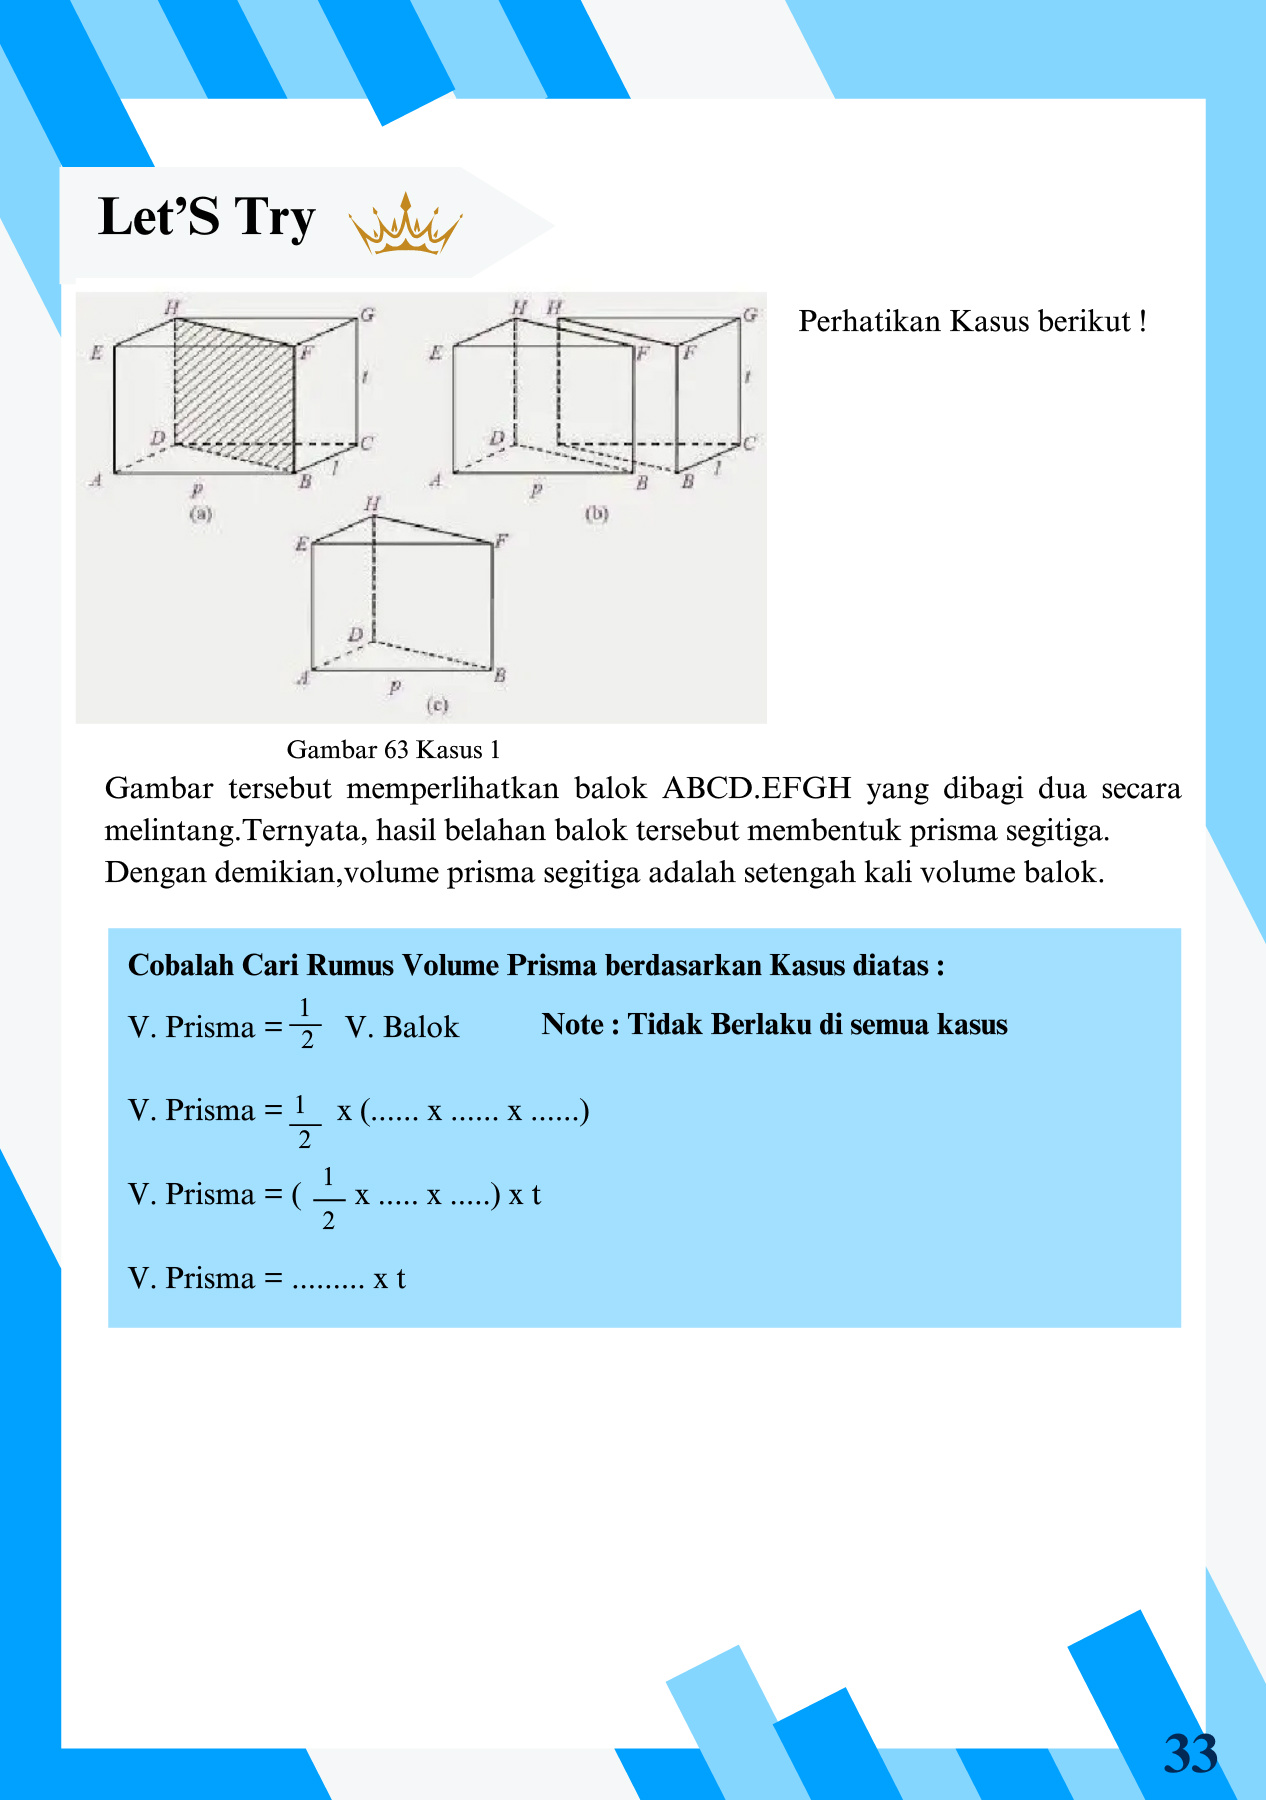 Let'S Try
Perhatikan Kasus berikut !
H
G
E
F
t
D
C
A
B
l
p
(a)
H H
G
E
F F
t
D
C
A
B B
l
p
(b)
H
E
F
D
A
B
p
(c)
Gambar 63 Kasus 1
Gambar tersebut memperlihatkan balok ABCD.EFGH yang dibagi dua secara
melintang.Ternyata, hasil belahan balok tersebut membentuk prisma segitiga.
Dengan demikian,volume prisma segitiga adalah setengah kali volume balok.
Cobalah Cari Rumus Volume Prisma berdasarkan Kasus diatas :
V. Prisma = 1/2 V. Balok Note : Tidak Berlaku di semua kasus
V. Prisma = 1/2 x (...... x ...... x ......)
V. Prisma = ( 1/2 x ..... x .....) x t
V. Prisma = ......... x t
33